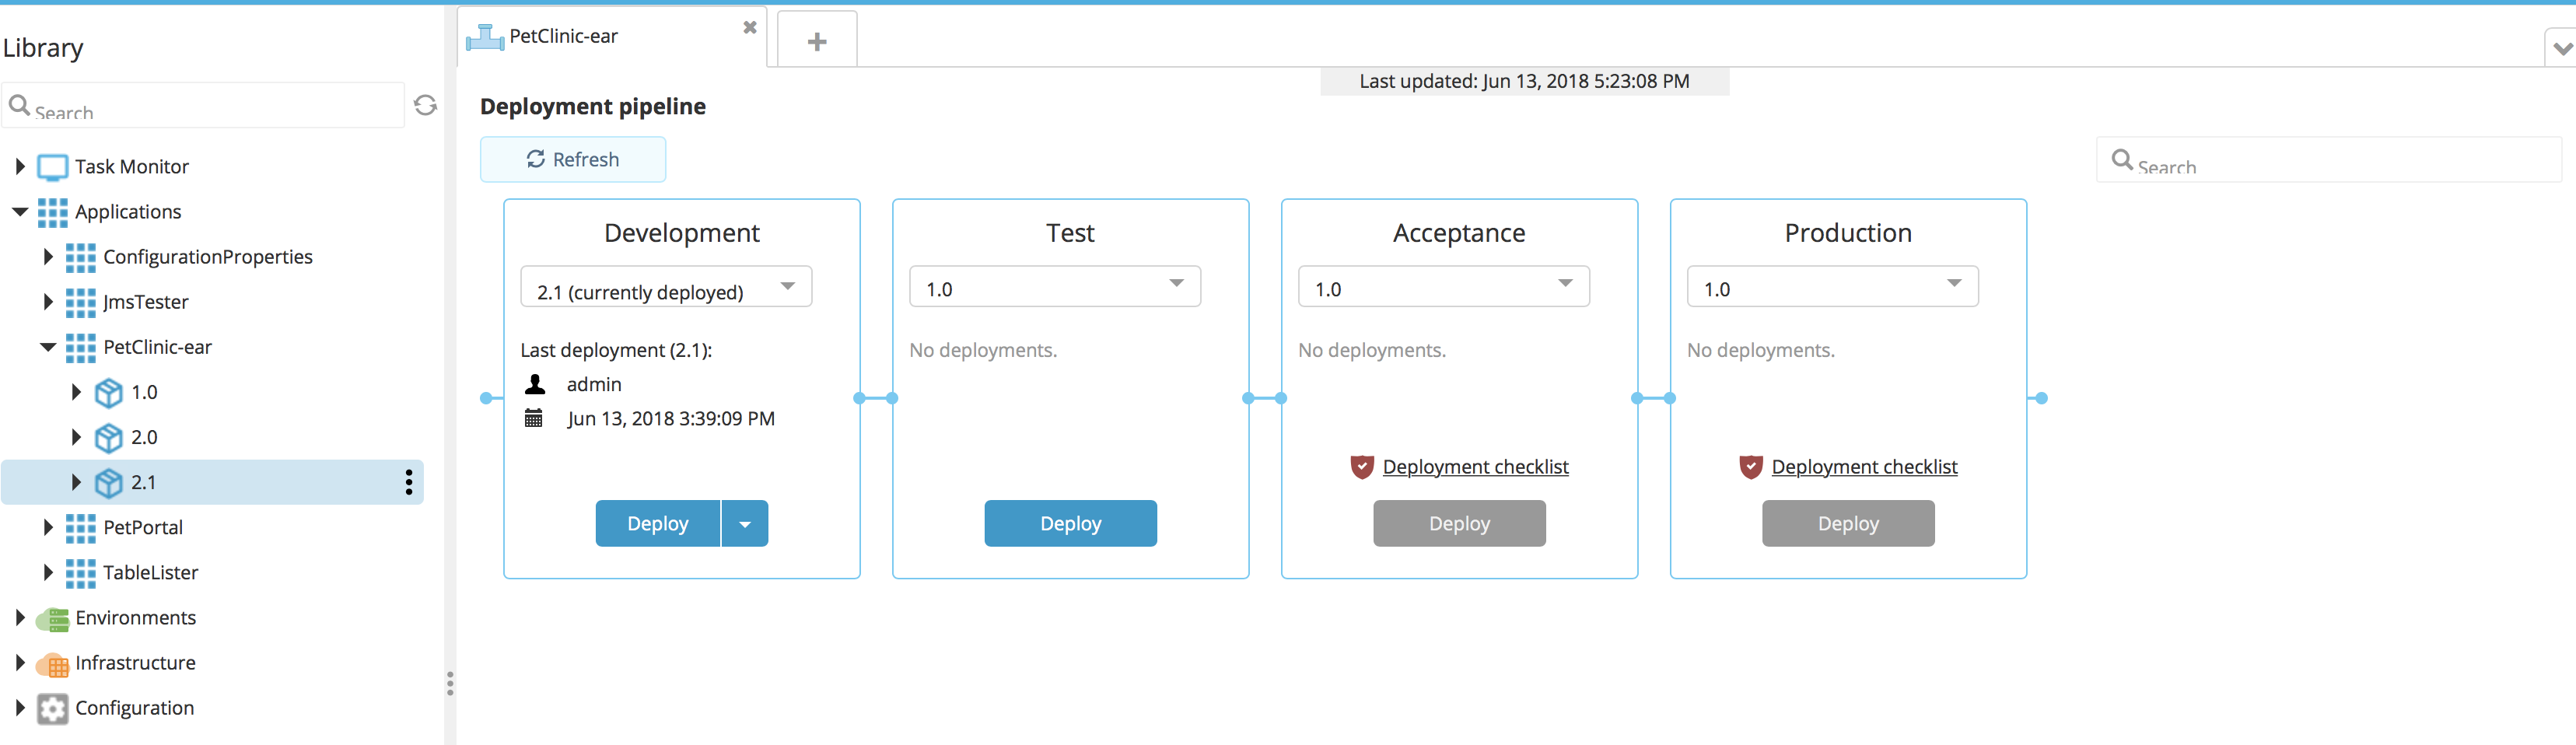 Library
Search
Task Monitor
Applications
ConfigurationProperties
JmsTester
PetClinic-ear
1.0
2.0
2.1
PetPortal
TableLister
Environments
Infrastructure
Configuration
PetClinic-ear
Last updated: Jun 13, 2018 5:23:08 PM
Deployment pipeline
Refresh
Search
Development
2.1 (currently deployed)
Last deployment (2.1):
admin
Jun 13, 2018 3:39:09 PM
Deploy
Test
1.0
No deployments.
Deploy
Acceptance
1.0
No deployments.
Deployment checklist
Deploy
Production
1.0
No deployments.
Deployment checklist
Deploy